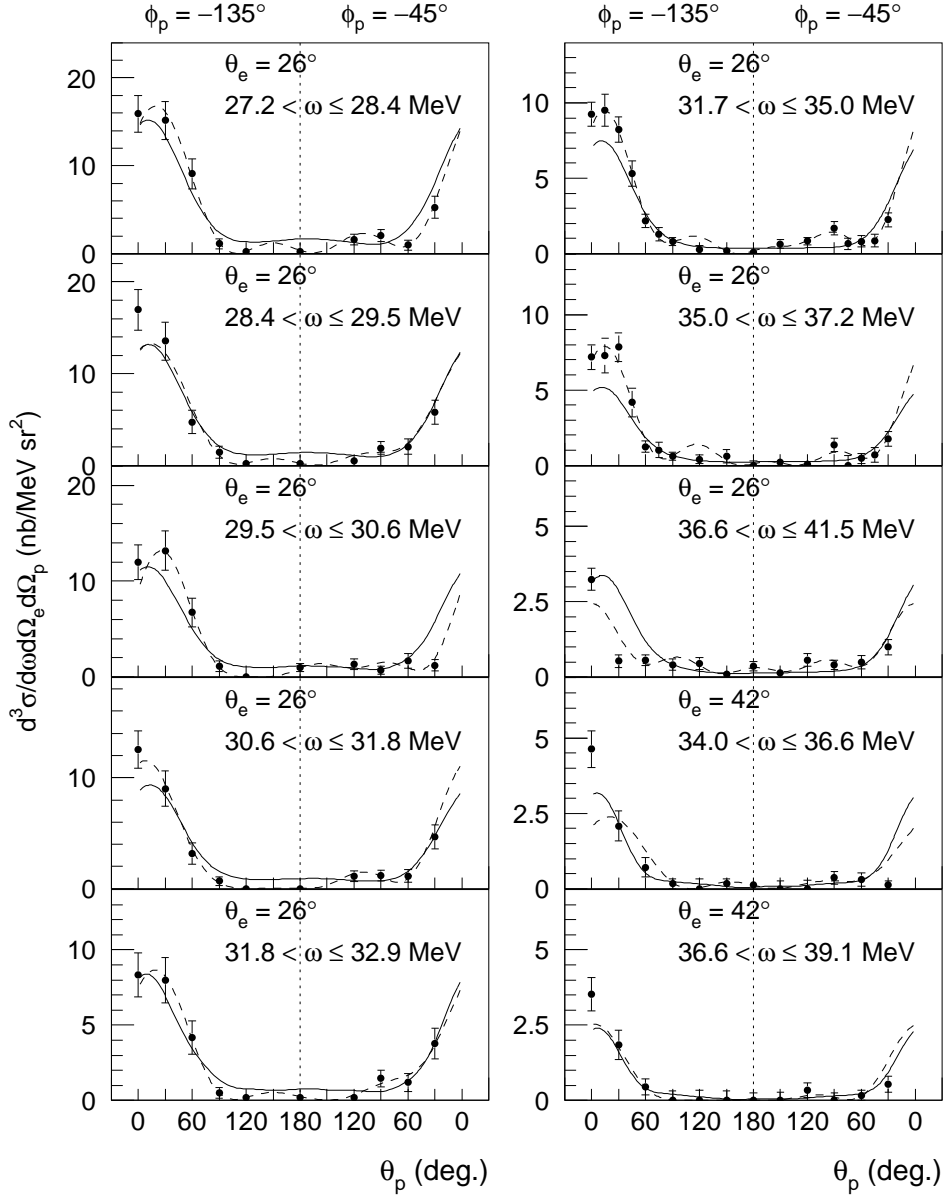 ϕp = −135° ϕp = −45° ϕp = −135° ϕp = −45°
d³σ/dωdΩedΩp (nb/MeV sr²)
20
10
0
θe = 26°
27.2 < ω ≤ 28.4 MeV
10
5
0
θe = 26°
31.7 < ω ≤ 35.0 MeV
20
10
0
θe = 26°
28.4 < ω ≤ 29.5 MeV
10
5
0
θe = 26°
35.0 < ω ≤ 37.2 MeV
20
10
0
θe = 26°
29.5 < ω ≤ 30.6 MeV
5
2.5
0
θe = 26°
36.6 < ω ≤ 41.5 MeV
10
0
θe = 26°
30.6 < ω ≤ 31.8 MeV
5
2.5
0
θe = 42°
34.0 < ω ≤ 36.6 MeV
10
5
0
θe = 26°
31.8 < ω ≤ 32.9 MeV
5
2.5
0
θe = 42°
36.6 < ω ≤ 39.1 MeV
0 60 120 180 120 60 0 0 60 120 180 120 60 0
θp (deg.) θp (deg.)